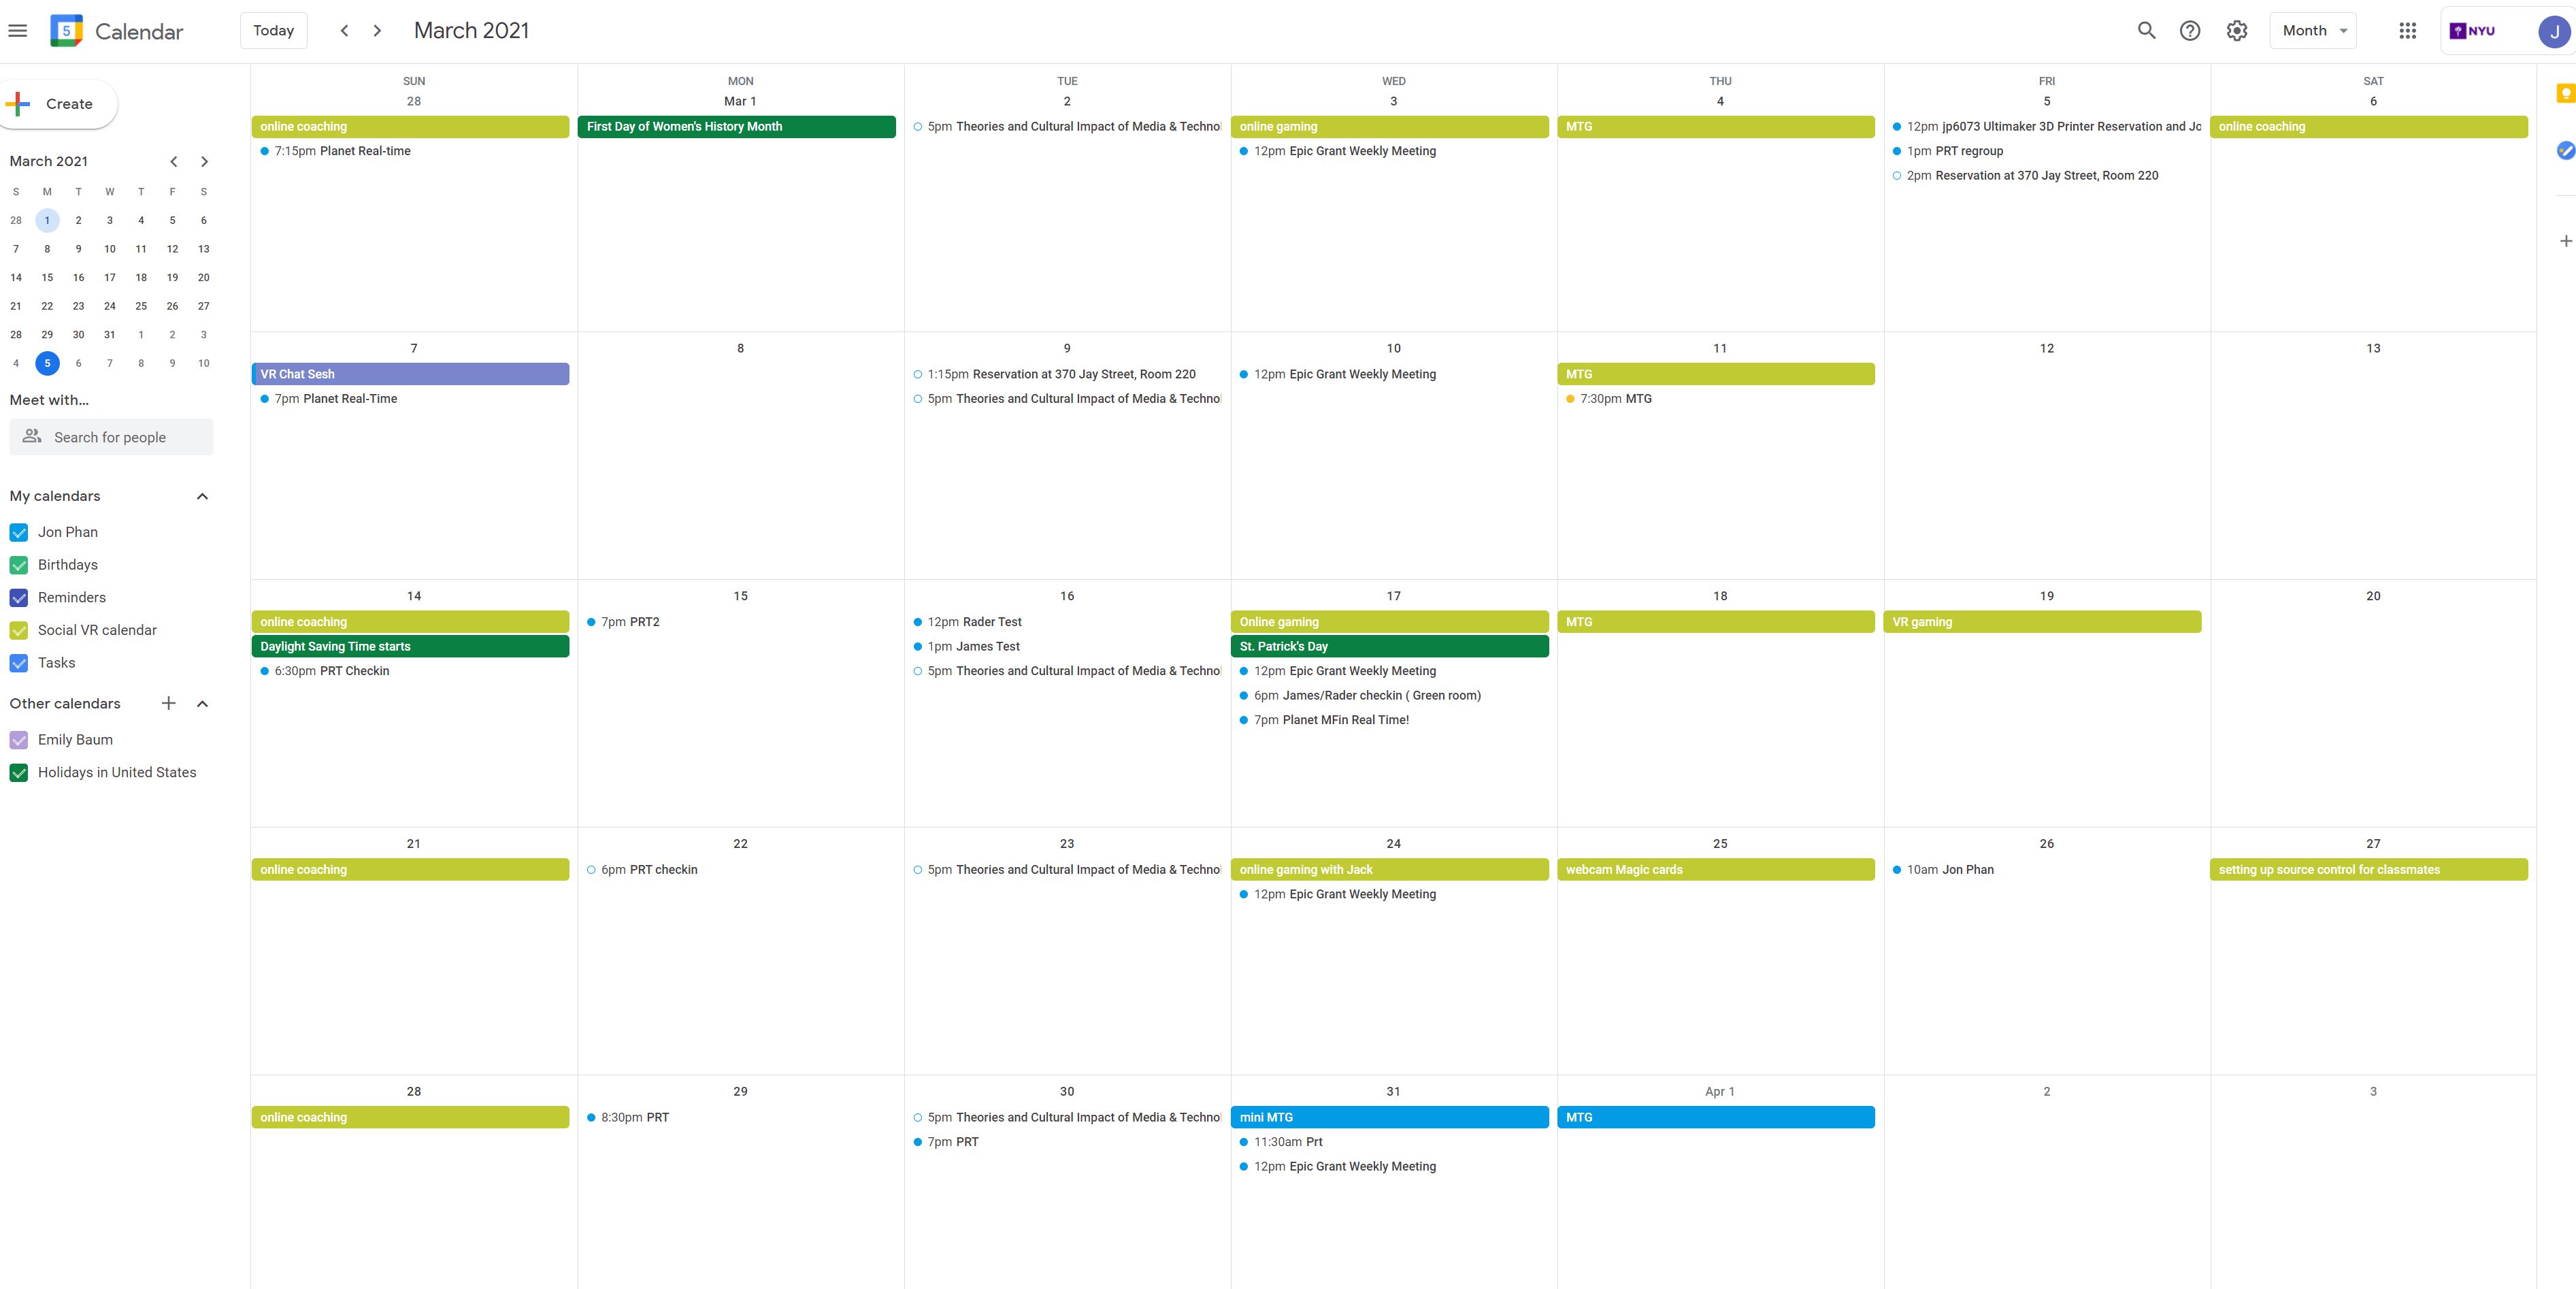 5 Calendar Today March 2021 Month NYU J
Create
March 2021
S M T W T F S
28 1 2 3 4 5 6
7 8 9 10 11 12 13
14 15 16 17 18 19 20
21 22 23 24 25 26 27
28 29 30 31 1 2 3
4 5 6 7 8 9 10
Meet with...
Search for people
My calendars
Jon Phan
Birthdays
Reminders
Social VR calendar
Tasks
Other calendars
Emily Baum
Holidays in United States
SUN MON TUE WED THU FRI SAT
28
online coaching
7:15pm Planet Real-time
Mar 1
First Day of Women's History Month
2
5pm Theories and Cultural Impact of Media & Techno
3
online gaming
12pm Epic Grant Weekly Meeting
4
MTG
5
12pm jp6073 Ultimaker 3D Printer Reservation and Jo
1pm PRT regroup
2pm Reservation at 370 Jay Street, Room 220
6
online coaching
7
VR Chat Sesh
7pm Planet Real-Time
8
9
1:15pm Reservation at 370 Jay Street, Room 220
5pm Theories and Cultural Impact of Media & Techno
10
12pm Epic Grant Weekly Meeting
11
MTG
7:30pm MTG
12
13
14
online coaching
Daylight Saving Time starts
6:30pm PRT Checkin
15
7pm PRT2
16
12pm Rader Test
1pm James Test
5pm Theories and Cultural Impact of Media & Techno
17
Online gaming
St. Patrick's Day
12pm Epic Grant Weekly Meeting
6pm James/Rader checkin ( Green room)
7pm Planet MFin Real Time!
18
MTG
19
VR gaming
20
21
online coaching
22
6pm PRT checkin
23
5pm Theories and Cultural Impact of Media & Techno
24
online gaming with Jack
12pm Epic Grant Weekly Meeting
25
webcam Magic cards
26
10am Jon Phan
27
setting up source control for classmates
28
online coaching
29
8:30pm PRT
30
5pm Theories and Cultural Impact of Media & Techno
7pm PRT
31
mini MTG
11:30am Prt
12pm Epic Grant Weekly Meeting
Apr 1
MTG
2
3